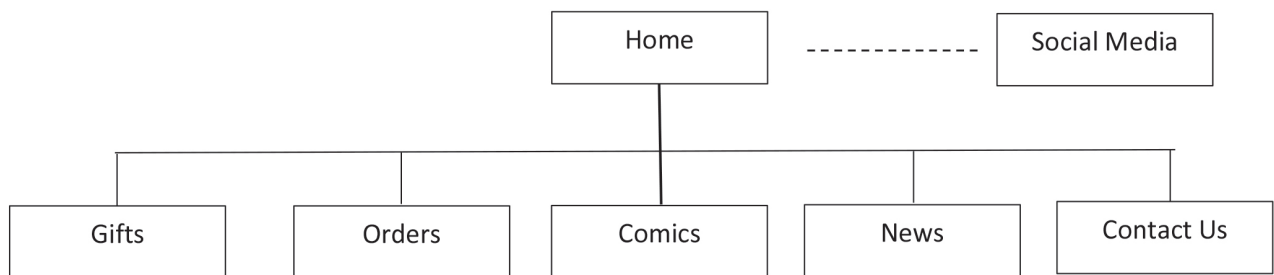 Home
Social Media
Gifts
Orders
Comics
News
Contact Us